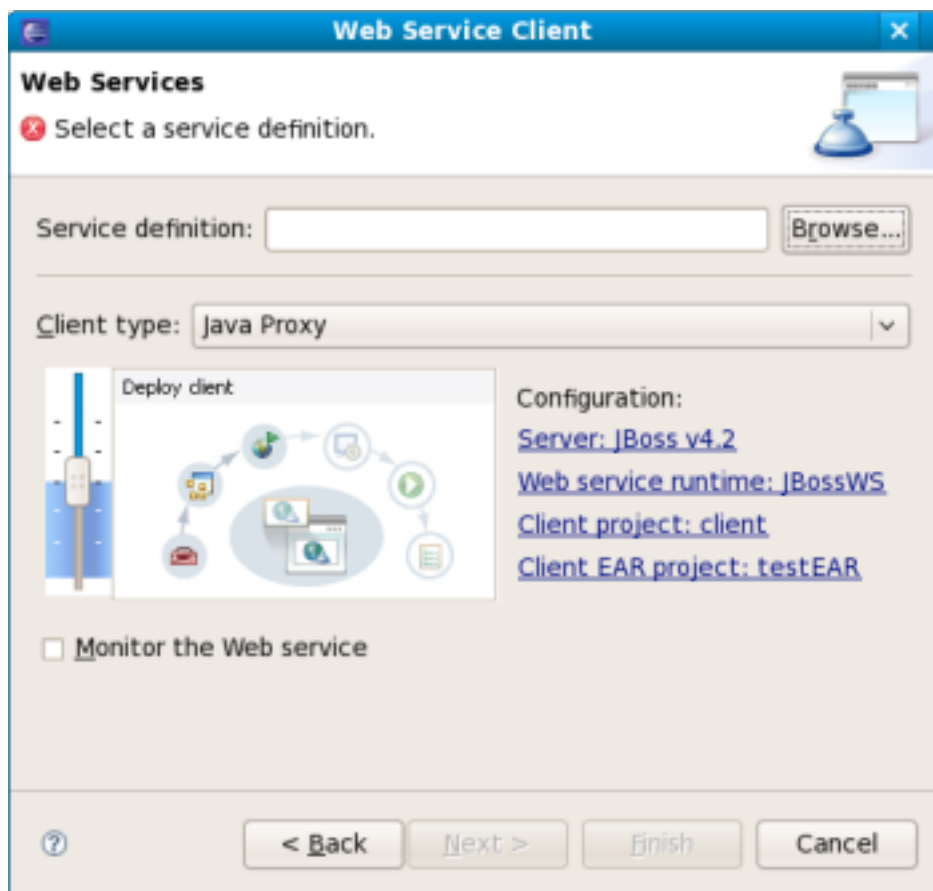 Web Service Client
Web Services
Select a service definition.
Service definition:
Browse...
Client type: Java Proxy
Deploy client
Configuration:
Server: JBoss v4.2
Web service runtime: JBossWS
Client project: client
Client EAR project: testEAR
Monitor the Web service
< Back
Next >
Finish
Cancel